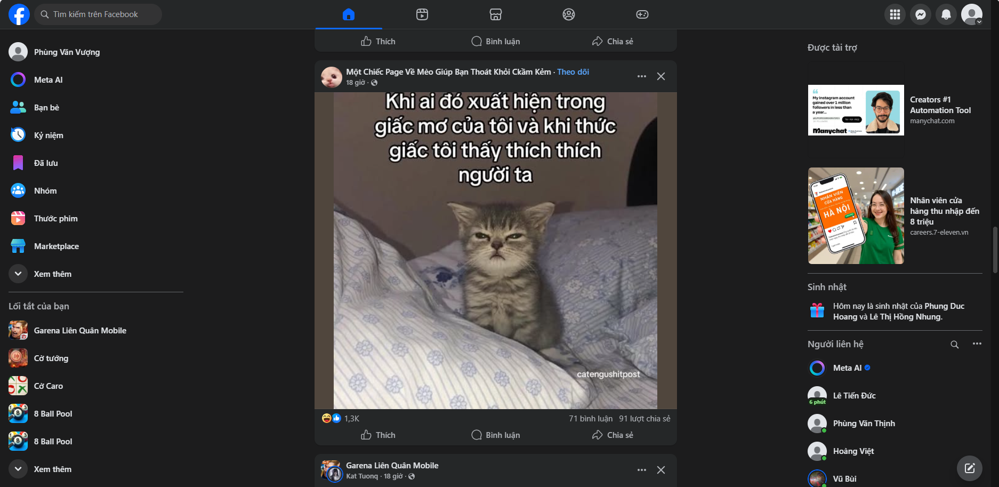 Tìm kiếm trên Facebook
Phùng Văn Vượng
Meta AI
Bạn bè
Kỷ niệm
Đã lưu
Nhóm
Thước phim
Marketplace
Xem thêm
Lối tắt của bạn
Garena Liên Quân Mobile
Cờ tướng
Cờ Caro
8 Ball Pool
8 Ball Pool
Xem thêm
Thích
Bình luận
Chia sẻ
Một Chiếc Page Về Mèo Giúp Bạn Thoát Khỏi Ckầm Kẻm · Theo dõi
18 giờ ·
Khi ai đó xuất hiện trong
giấc mơ của tôi và khi thức
giấc tôi thấy thích thích
người ta
catengushitpost
1,3K
71 bình luận
91 lượt chia sẻ
Thích
Bình luận
Chia sẻ
Garena Liên Quân Mobile
Kat Tuonq · 18 giờ ·
Được tài trợ
My Instagram account
gained over 1 million
followers in less than
a year...
TRY FOR FREE
Manychat
Creators #1
Automation Tool
manychat.com
NHÂN VIÊN
CỬA HÀNG
HÀ NỘI
Nhân viên cửa
hàng thu nhập đến
8 triệu
careers.7-eleven.vn
Sinh nhật
Hôm nay là sinh nhật của Phung Duc
Hoang và Lê Thị Hồng Nhung.
Người liên hệ
Meta AI
Lê Tiến Đức
6 phút
Phùng Văn Thịnh
Hoàng Việt
Vũ Bùi